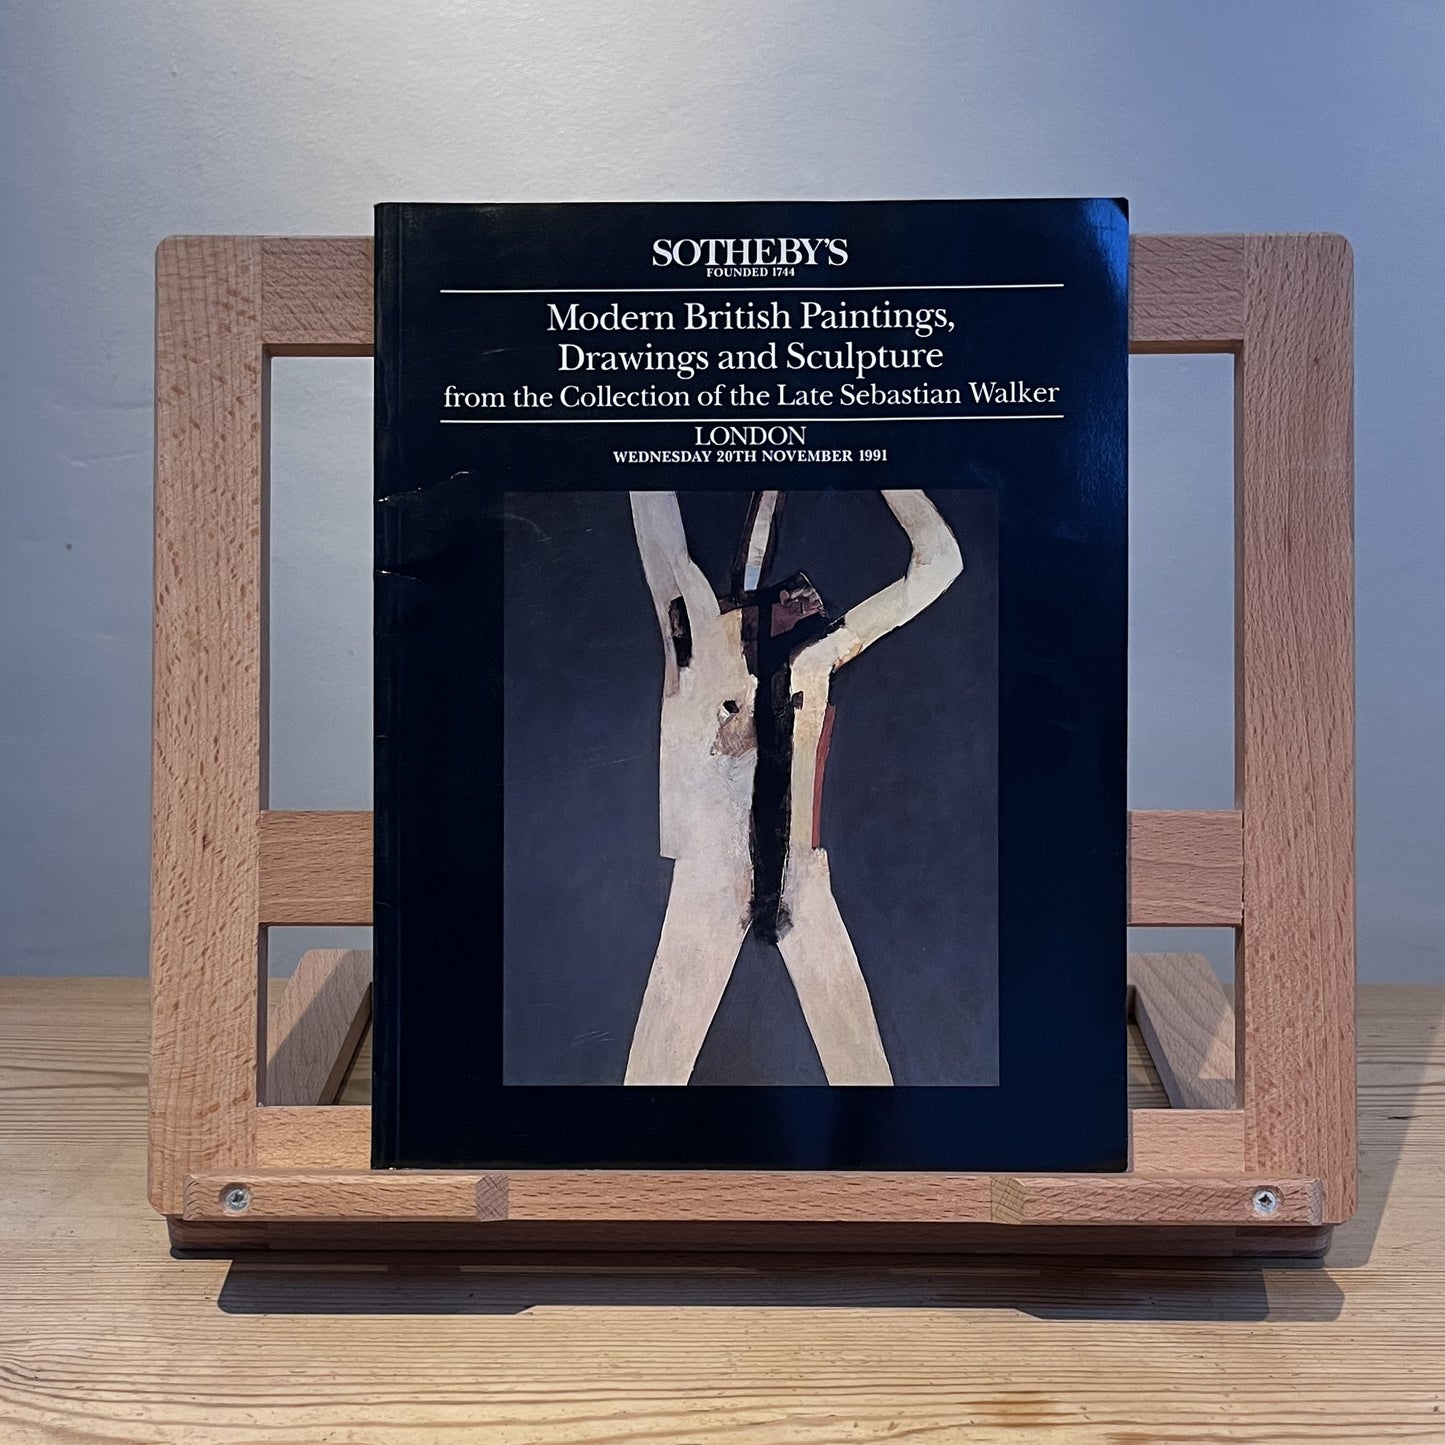 SOTHEBY'S
FOUNDED 1744
Modern British Paintings,
Drawings and Sculpture
from the Collection of the Late Sebastian Walker
LONDON
WEDNESDAY 20TH NOVEMBER 1991